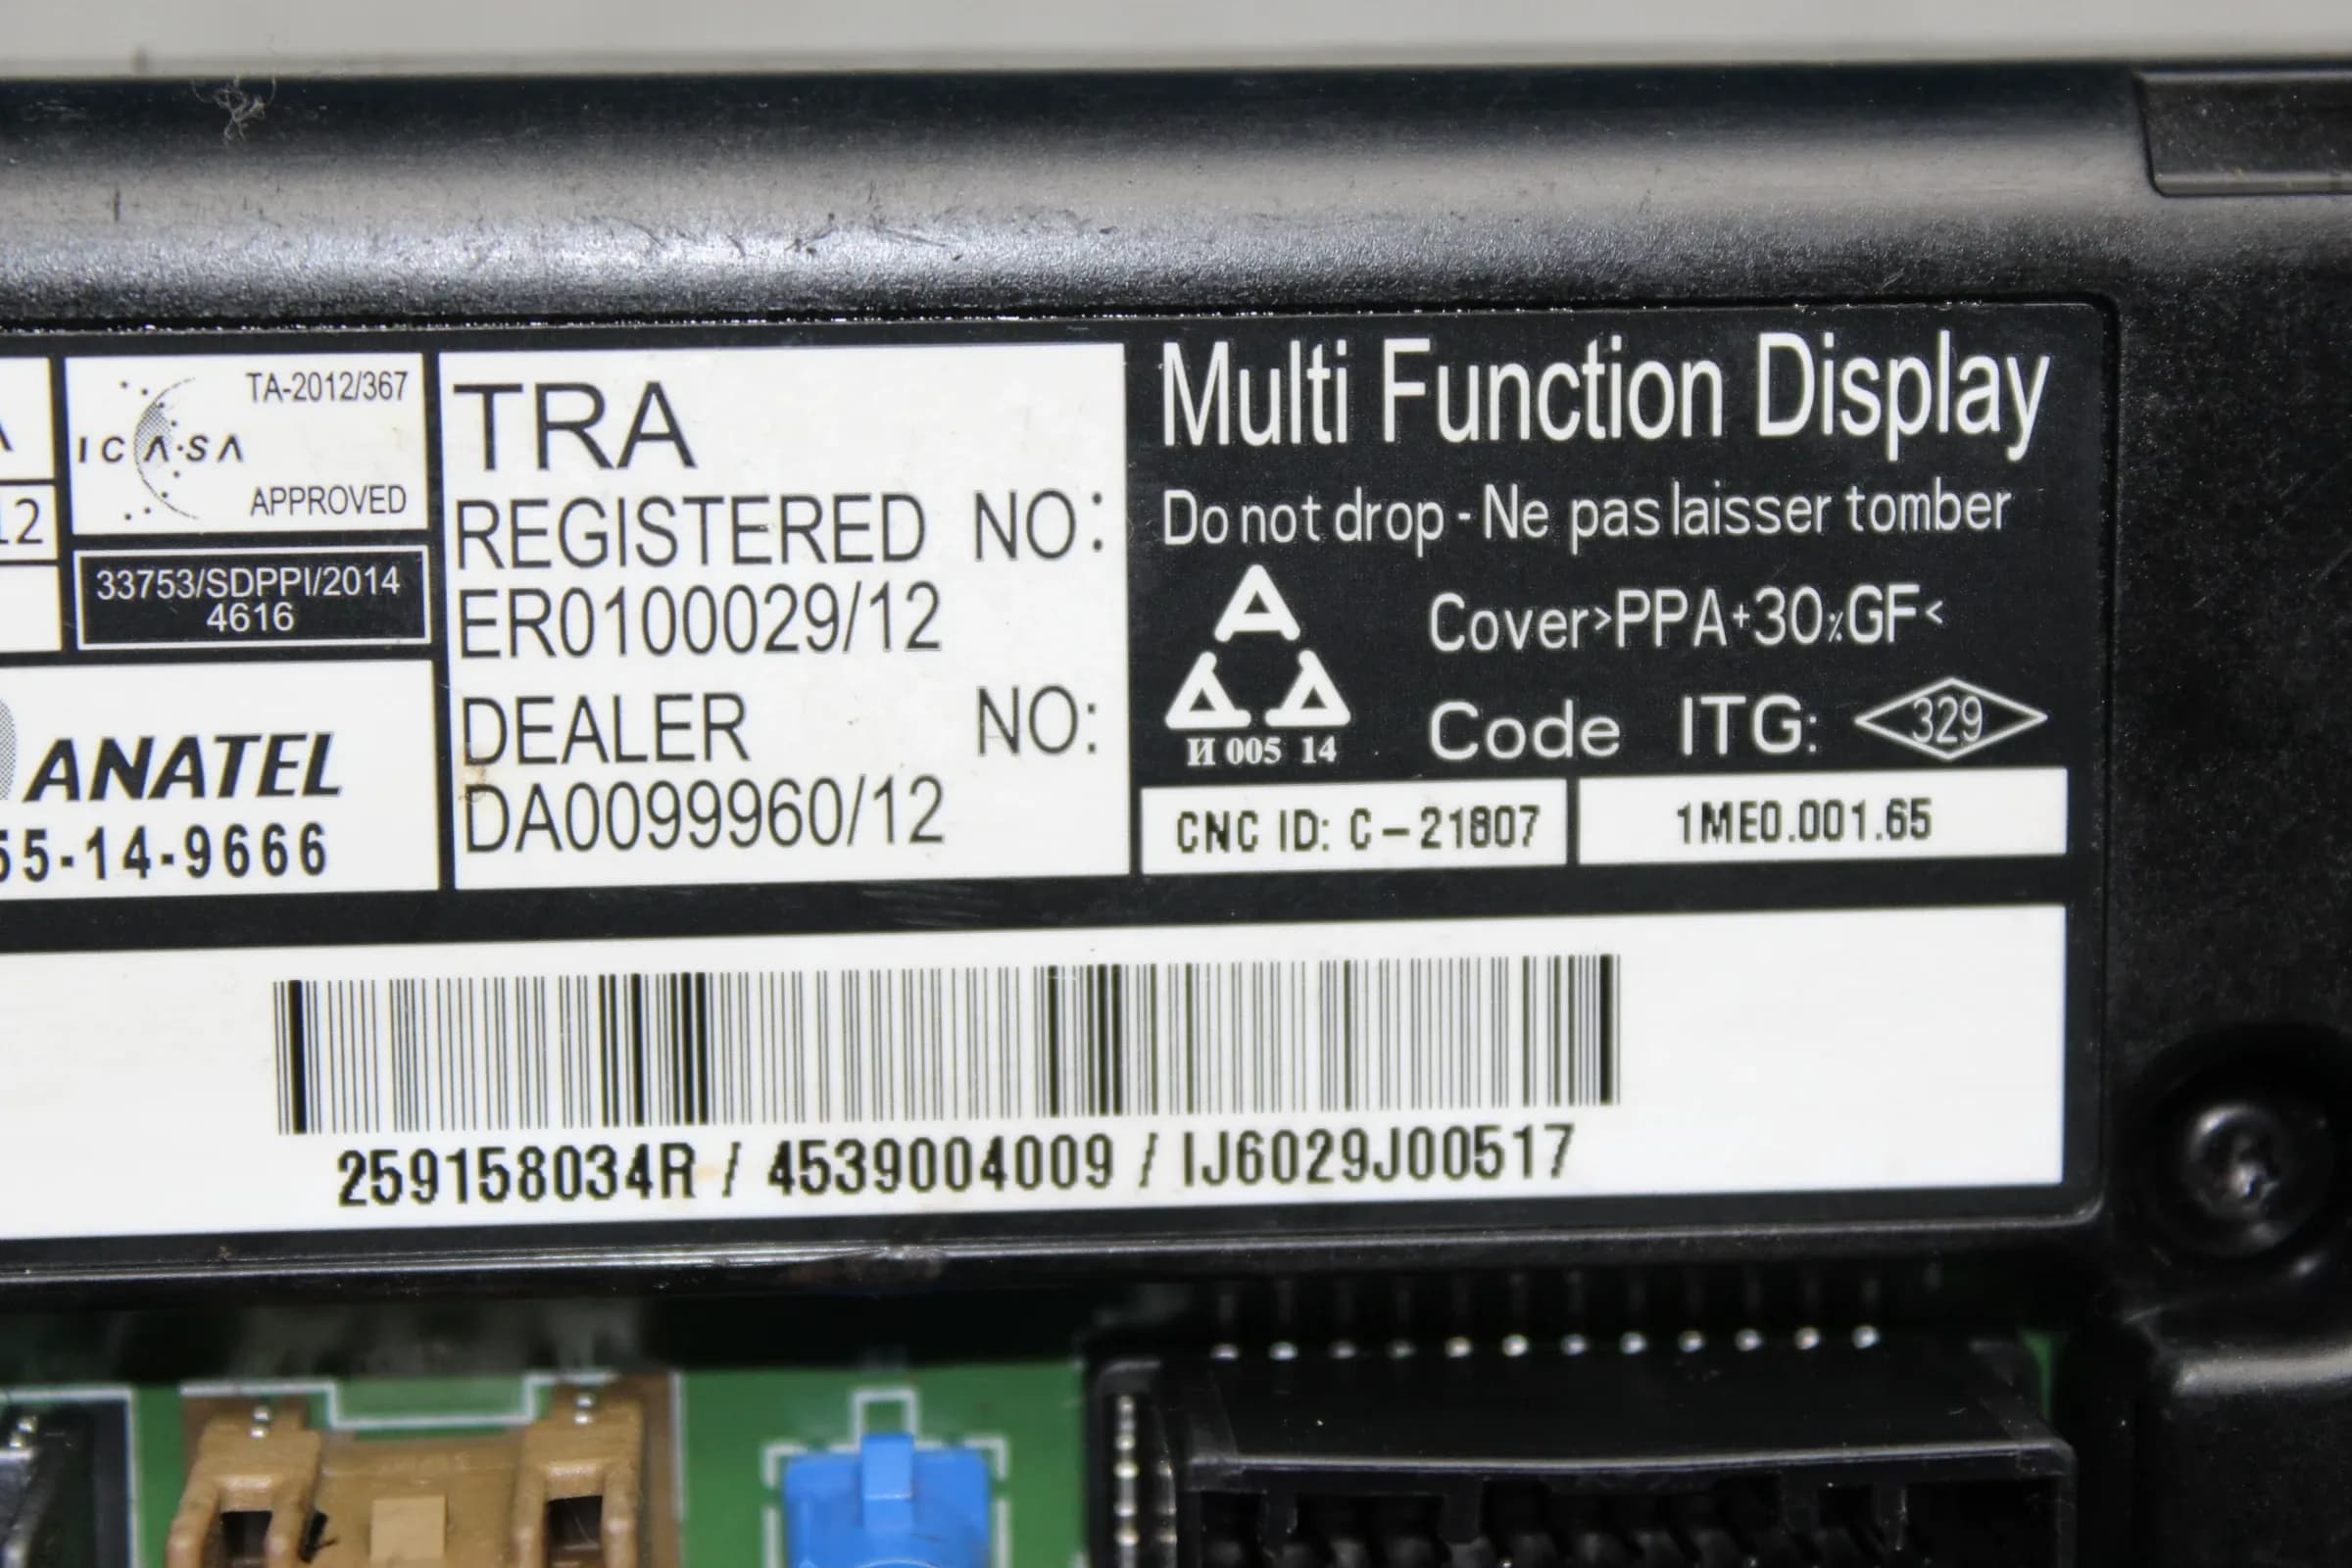 TA-2012/367
ICASA
APPROVED
12
33753/SDPPI/2014
4616
ANATEL
55-14-9666
TRA
REGISTERED NO:
ER0100029/12
DEALER NO:
DA0099960/12
Multi Function Display
Do not drop - Ne pas laisser tomber
Cover>PPA+30%GF<
И 005 14
Code ITG: 329
CNC ID: C-21807
1ME0.001.65
259158034R / 4539004009 / IJ6029J00517